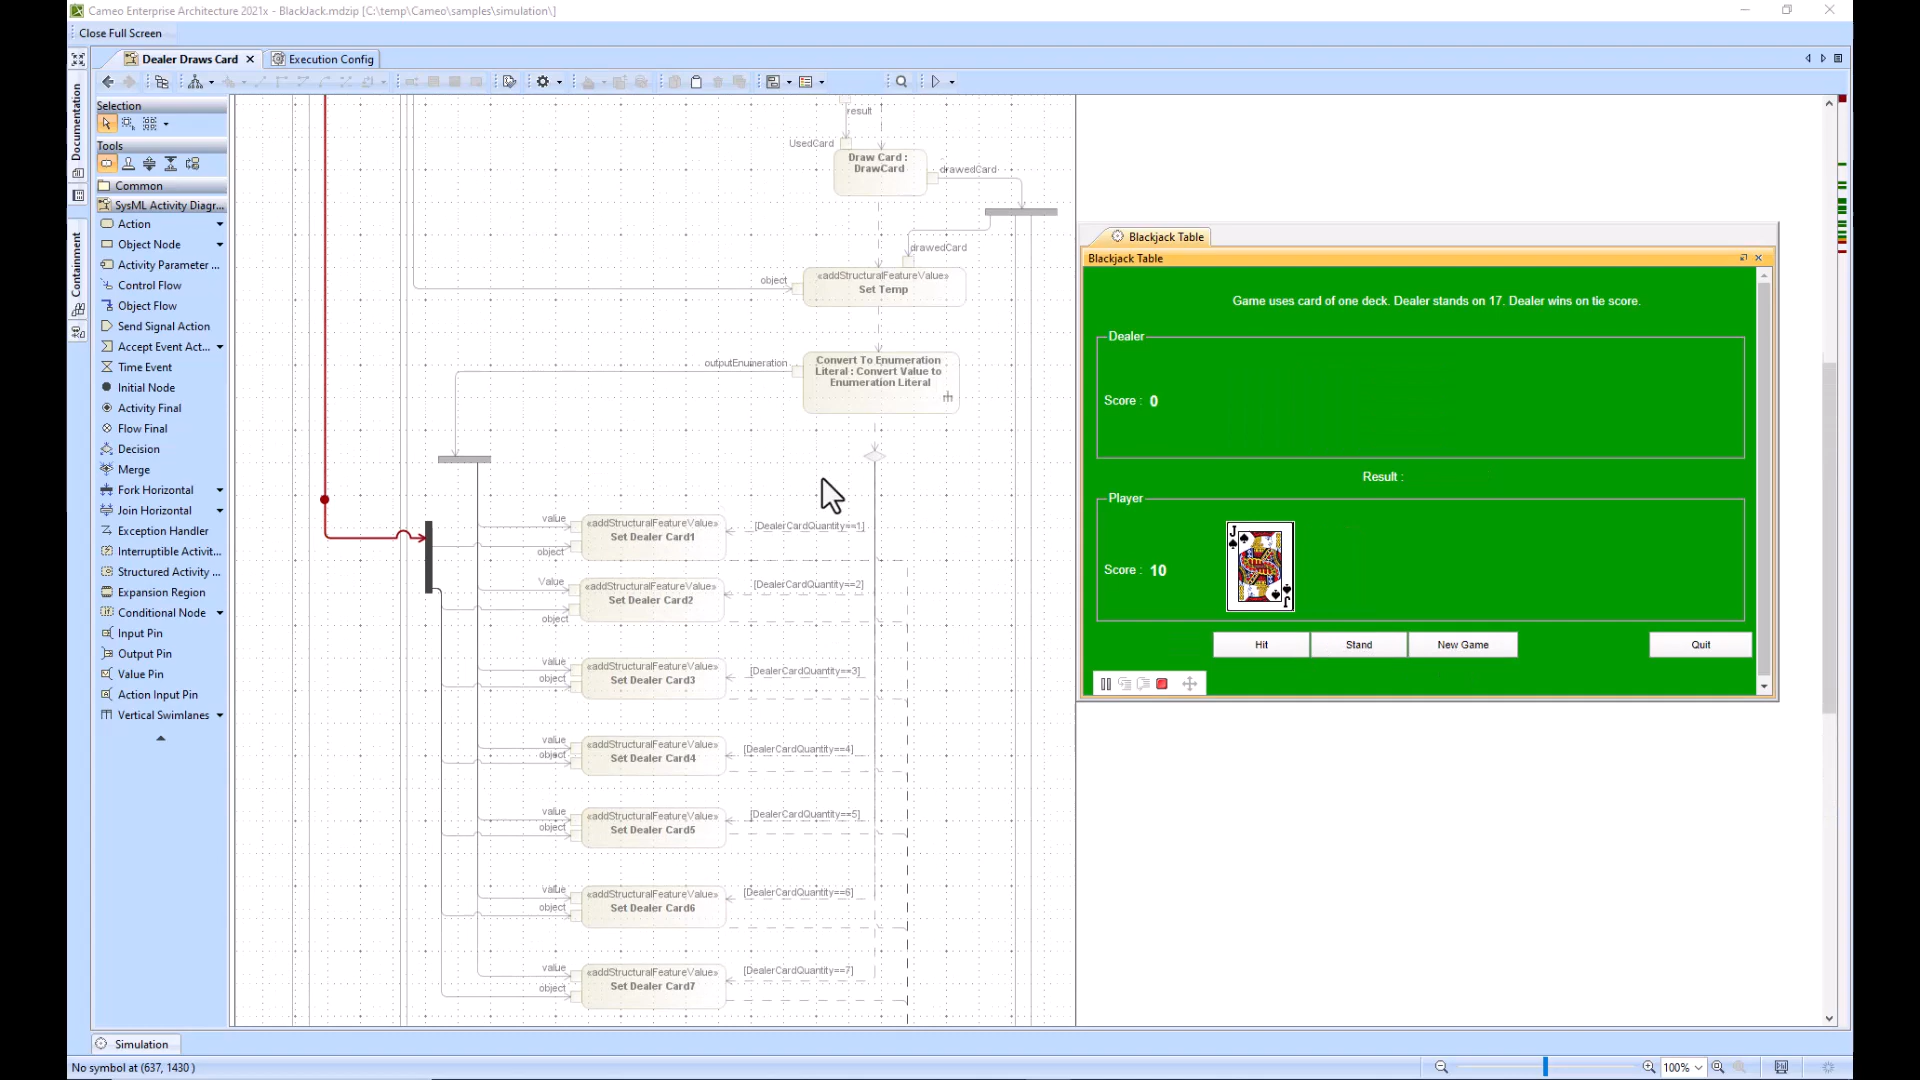 Cameo Enterprise Architecture 2021x - BlackJack.mdzip [C:\temp\Cameo\samples\simulation\]
Close Full Screen
Dealer Draws Card
Execution Config
Documentation
Containment
Selection
Tools
Common
SysML Activity Diagr...
Action
Object Node
Activity Parameter ...
Control Flow
Object Flow
Send Signal Action
Accept Event Act...
Time Event
Initial Node
Activity Final
Flow Final
Decision
Merge
Fork Horizontal
Join Horizontal
Exception Handler
Interruptible Activit...
Structured Activity ...
Expansion Region
Conditional Node
Input Pin
Output Pin
Value Pin
Action Input Pin
Vertical Swimlanes
result
UsedCard
Draw Card :
DrawCard
drawedCard
drawedCard
object
«addStructuralFeatureValue»
Set Temp
outputEnumeration
Convert To Enumeration
Literal : Convert Value to
Enumeration Literal
value
object
«addStructuralFeatureValue»
Set Dealer Card1
[DealerCardQuantity==1]
Value
object
«addStructuralFeatureValue»
Set Dealer Card2
[DealerCardQuantity==2]
value
object
«addStructuralFeatureValue»
Set Dealer Card3
[DealerCardQuantity==3]
value
object
«addStructuralFeatureValue»
Set Dealer Card4
[DealerCardQuantity==4]
value
object
«addStructuralFeatureValue»
Set Dealer Card5
[DealerCardQuantity==5]
value
object
«addStructuralFeatureValue»
Set Dealer Card6
[DealerCardQuantity==6]
value
object
«addStructuralFeatureValue»
Set Dealer Card7
[DealerCardQuantity==7]
Blackjack Table
Blackjack Table
Game uses card of one deck. Dealer stands on 17. Dealer wins on tie score.
Dealer
Score : 0
Result :
Player
Score : 10
J
J
Hit
Stand
New Game
Quit
Simulation
No symbol at (637, 1430 )
100%